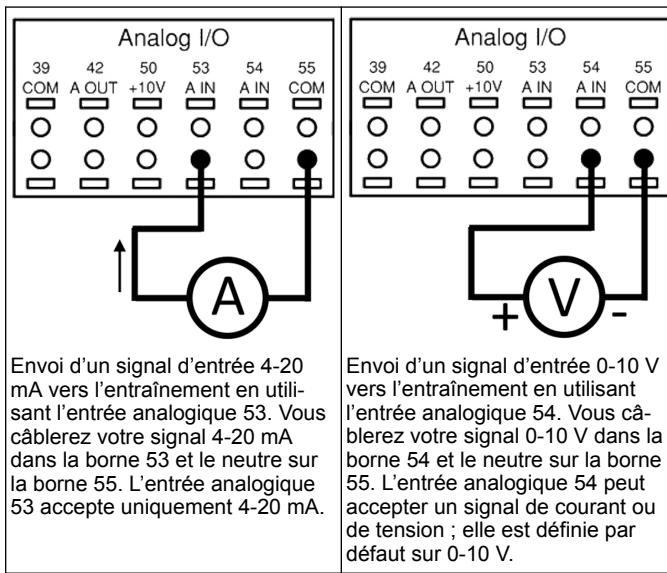 Analog I/O
39 42 50 53 54 55
COM A OUT +10V A IN A IN COM
A
Envoi d'un signal d'entrée 4-20
mA vers l'entraînement en utili-
sant l'entrée analogique 53. Vous
câblerez votre signal 4-20 mA
dans la borne 53 et le neutre sur
la borne 55. L'entrée analogique
53 accepte uniquement 4-20 mA.
Analog I/O
39 42 50 53 54 55
COM A OUT +10V A IN A IN COM
+ V -
Envoi d'un signal d'entrée 0-10 V
vers l'entraînement en utilisant
l'entrée analogique 54. Vous câ-
blerez votre signal 0-10 V dans la
borne 54 et le neutre sur la borne
55. L'entrée analogique 54 peut
accepter un signal de courant ou
de tension ; elle est définie par
défaut sur 0-10 V.